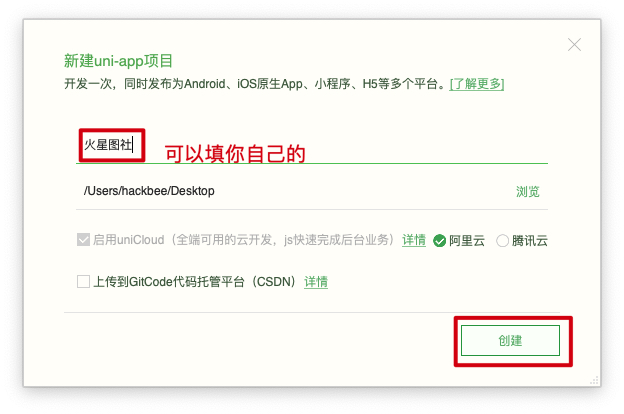 新建uni-app项目
开发一次，同时发布为Android、iOS原生App、小程序、H5等多个平台。[了解更多]
火星图社 可以填你自己的
/Users/hackbee/Desktop 浏览
启用uniCloud（全端可用的云开发，js快速完成后台业务）详情 阿里云 腾讯云
上传到GitCode代码托管平台（CSDN）详情
创建